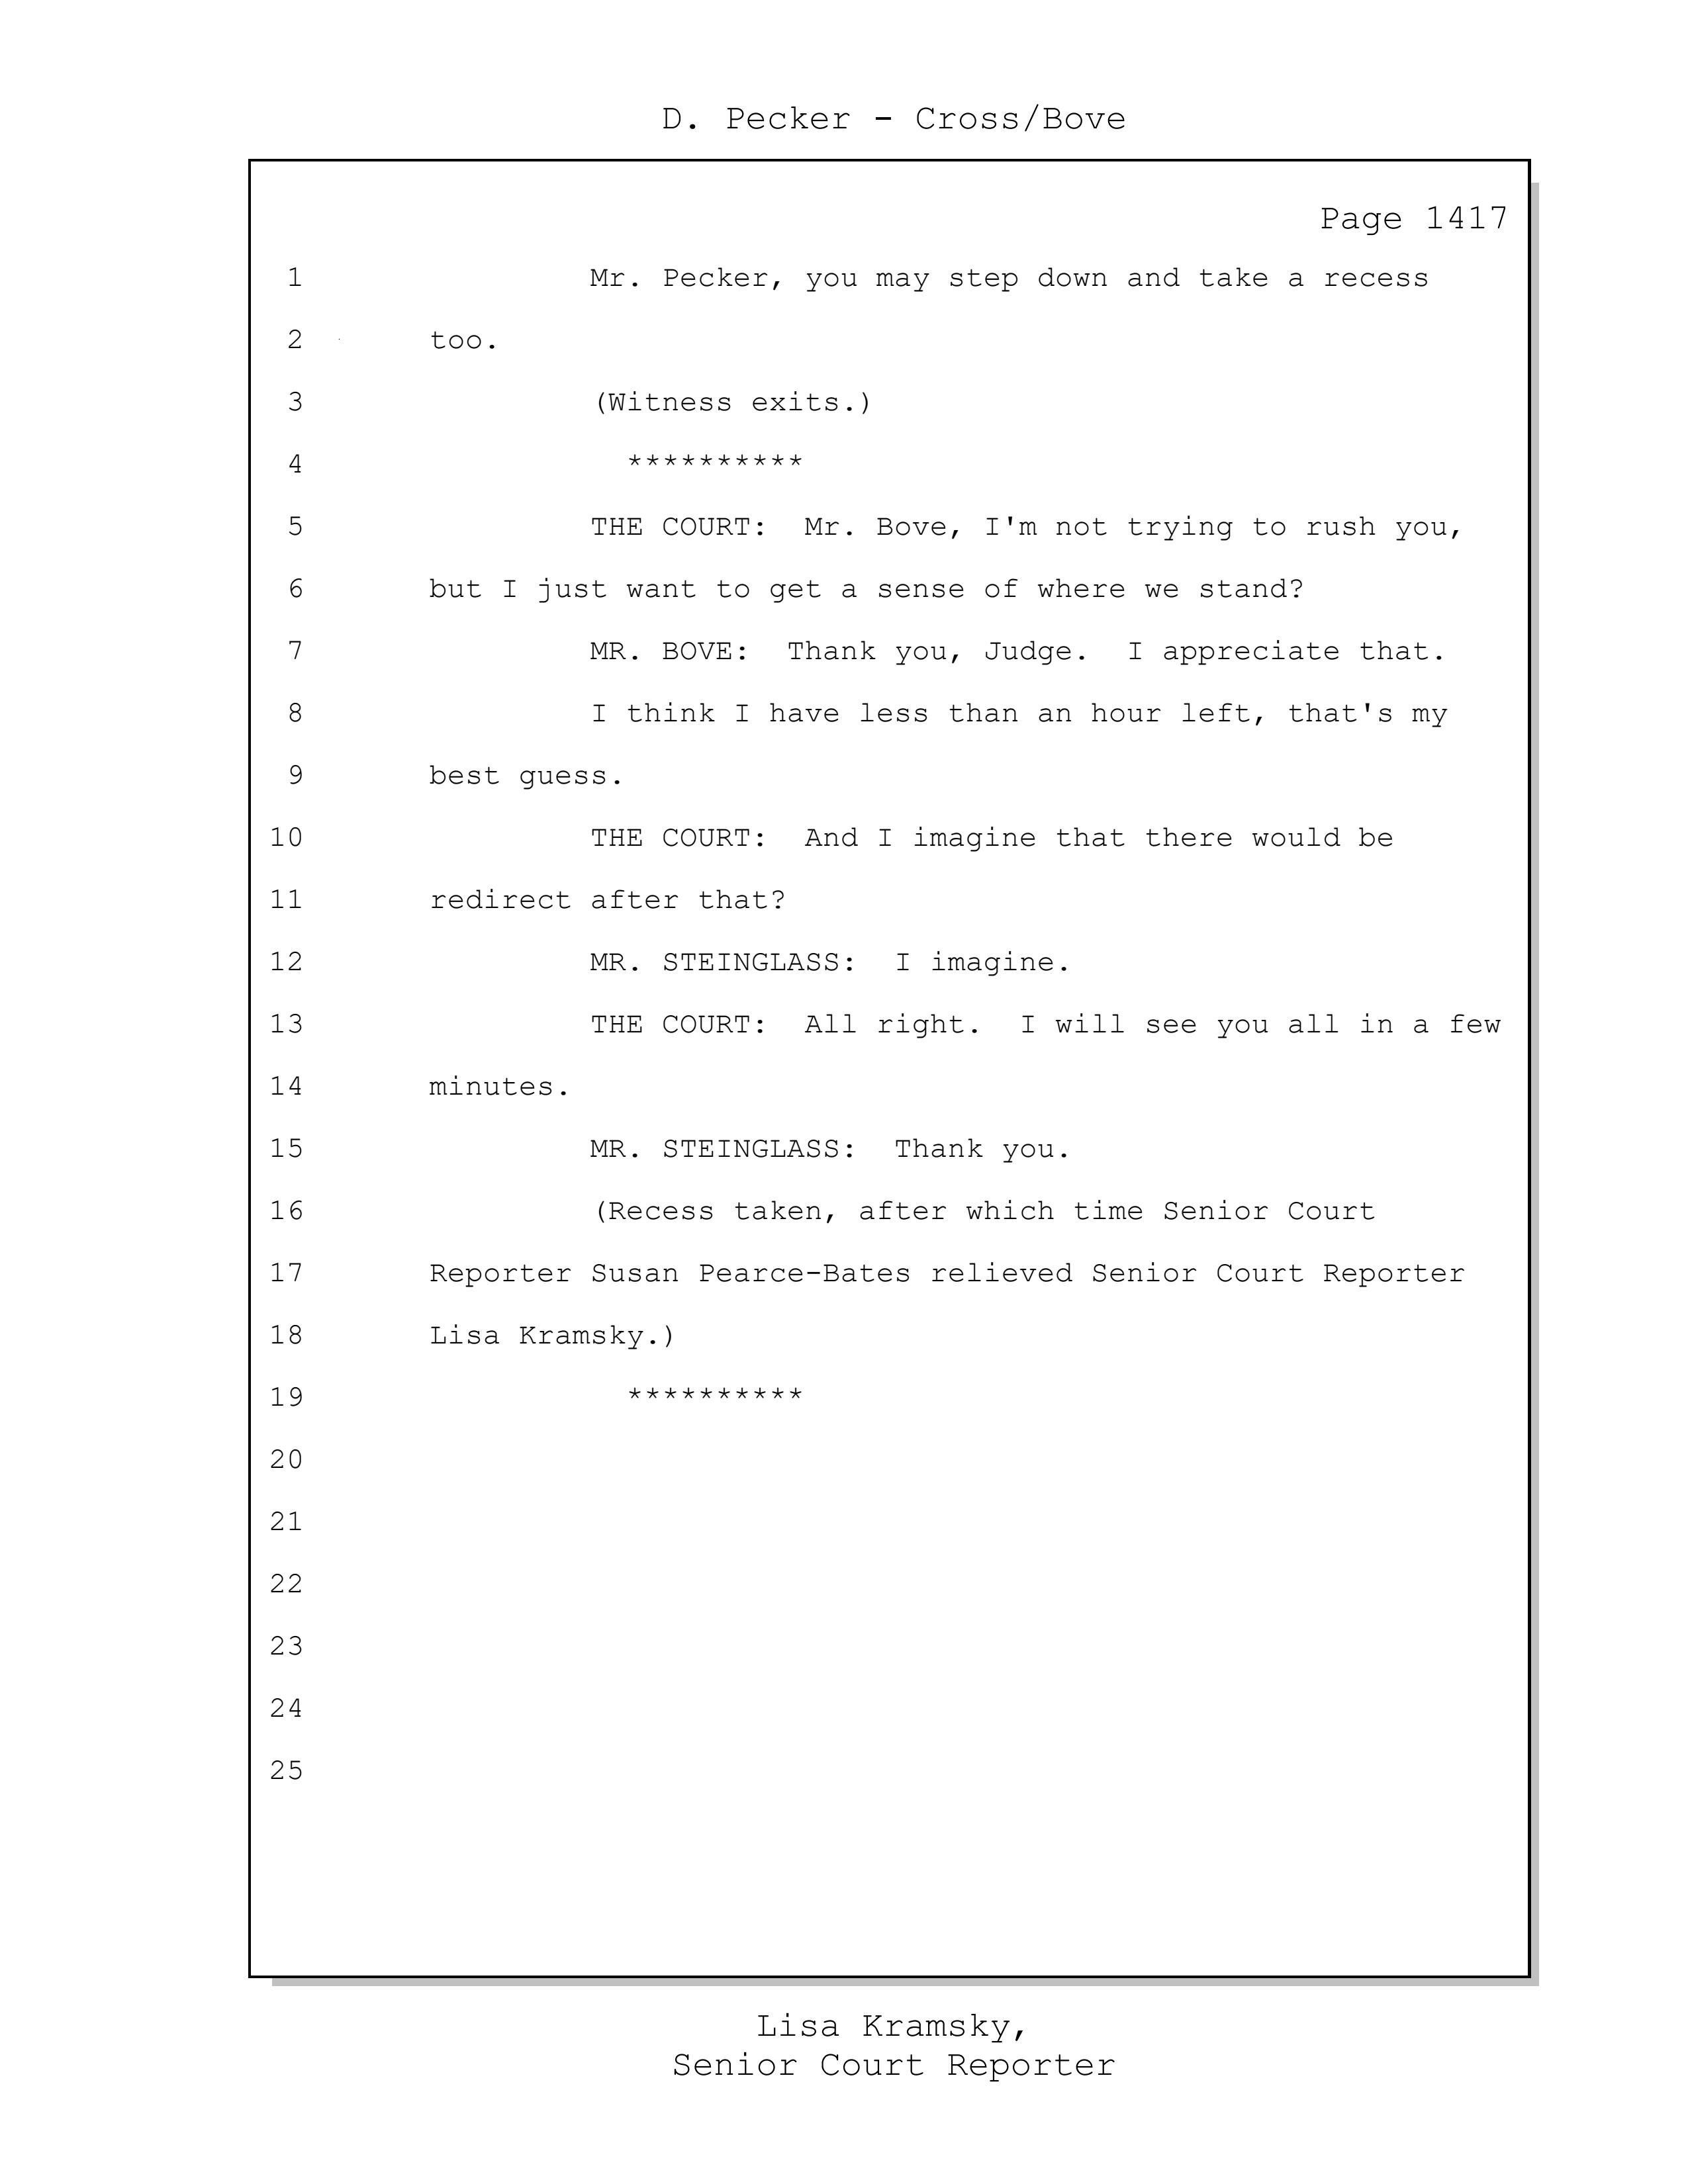 D. Pecker - Cross/Bove
Page 1417
1 Mr. Pecker, you may step down and take a recess
2 too.
3 (Witness exits.)
4 **********
5 THE COURT: Mr. Bove, I'm not trying to rush you,
6 but I just want to get a sense of where we stand?
7 MR. BOVE: Thank you, Judge. I appreciate that.
8 I think I have less than an hour left, that's my
9 best guess.
10 THE COURT: And I imagine that there would be
11 redirect after that?
12 MR. STEINGLASS: I imagine.
13 THE COURT: All right. I will see you all in a few
14 minutes.
15 MR. STEINGLASS: Thank you.
16 (Recess taken, after which time Senior Court
17 Reporter Susan Pearce-Bates relieved Senior Court Reporter
18 Lisa Kramsky.)
19 **********
20
21
22
23
24
25
Lisa Kramsky,
Senior Court Reporter